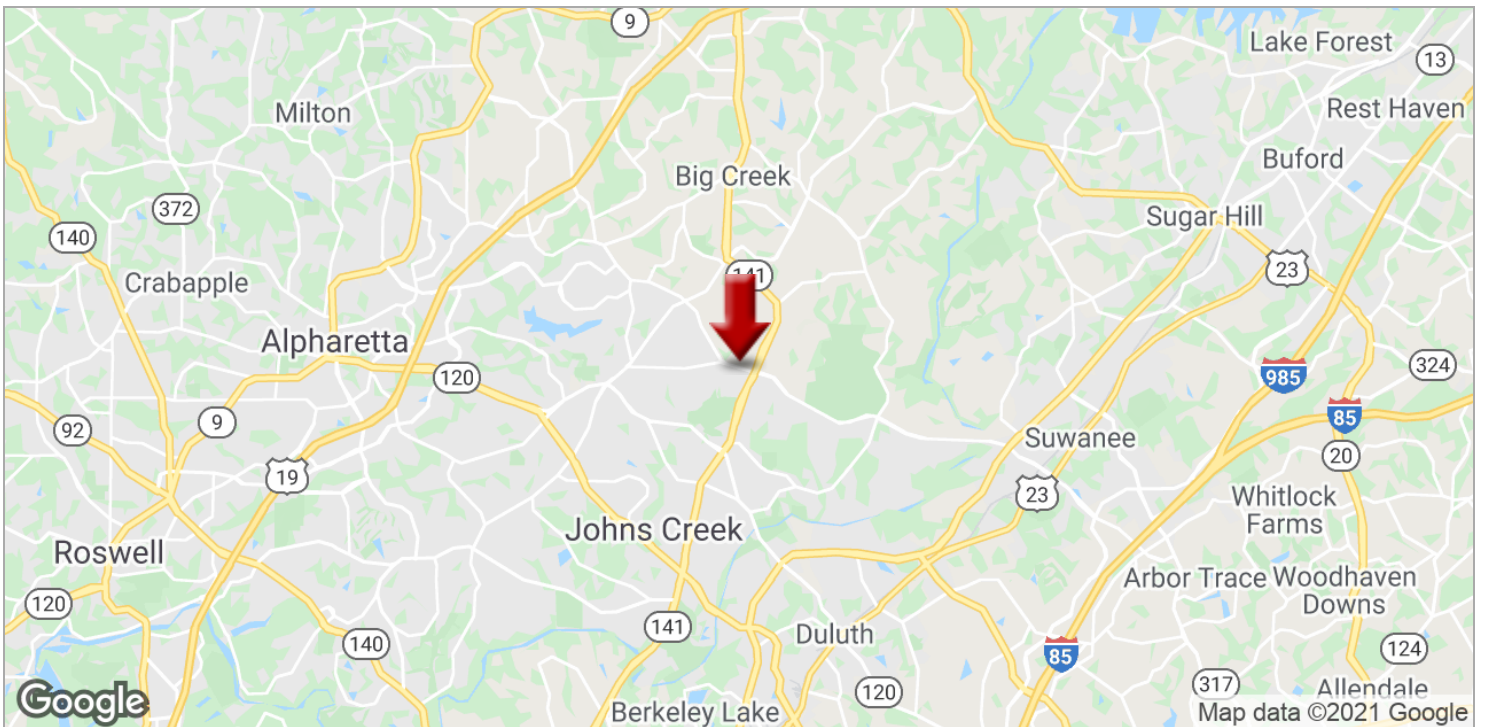 9
Lake Forest
13
Milton
Rest Haven
Buford
Big Creek
372
Sugar Hill
140
23
141
Crabapple
Alpharetta
120
985
324
85
9
92
Suwanee
20
19
23
Whitlock
Farms
Johns Creek
Roswell
Arbor Trace
Woodhaven
Downs
120
141
Duluth
140
85
124
120
317
Allendale
Google
Berkeley Lake
Map data ©2021 Google